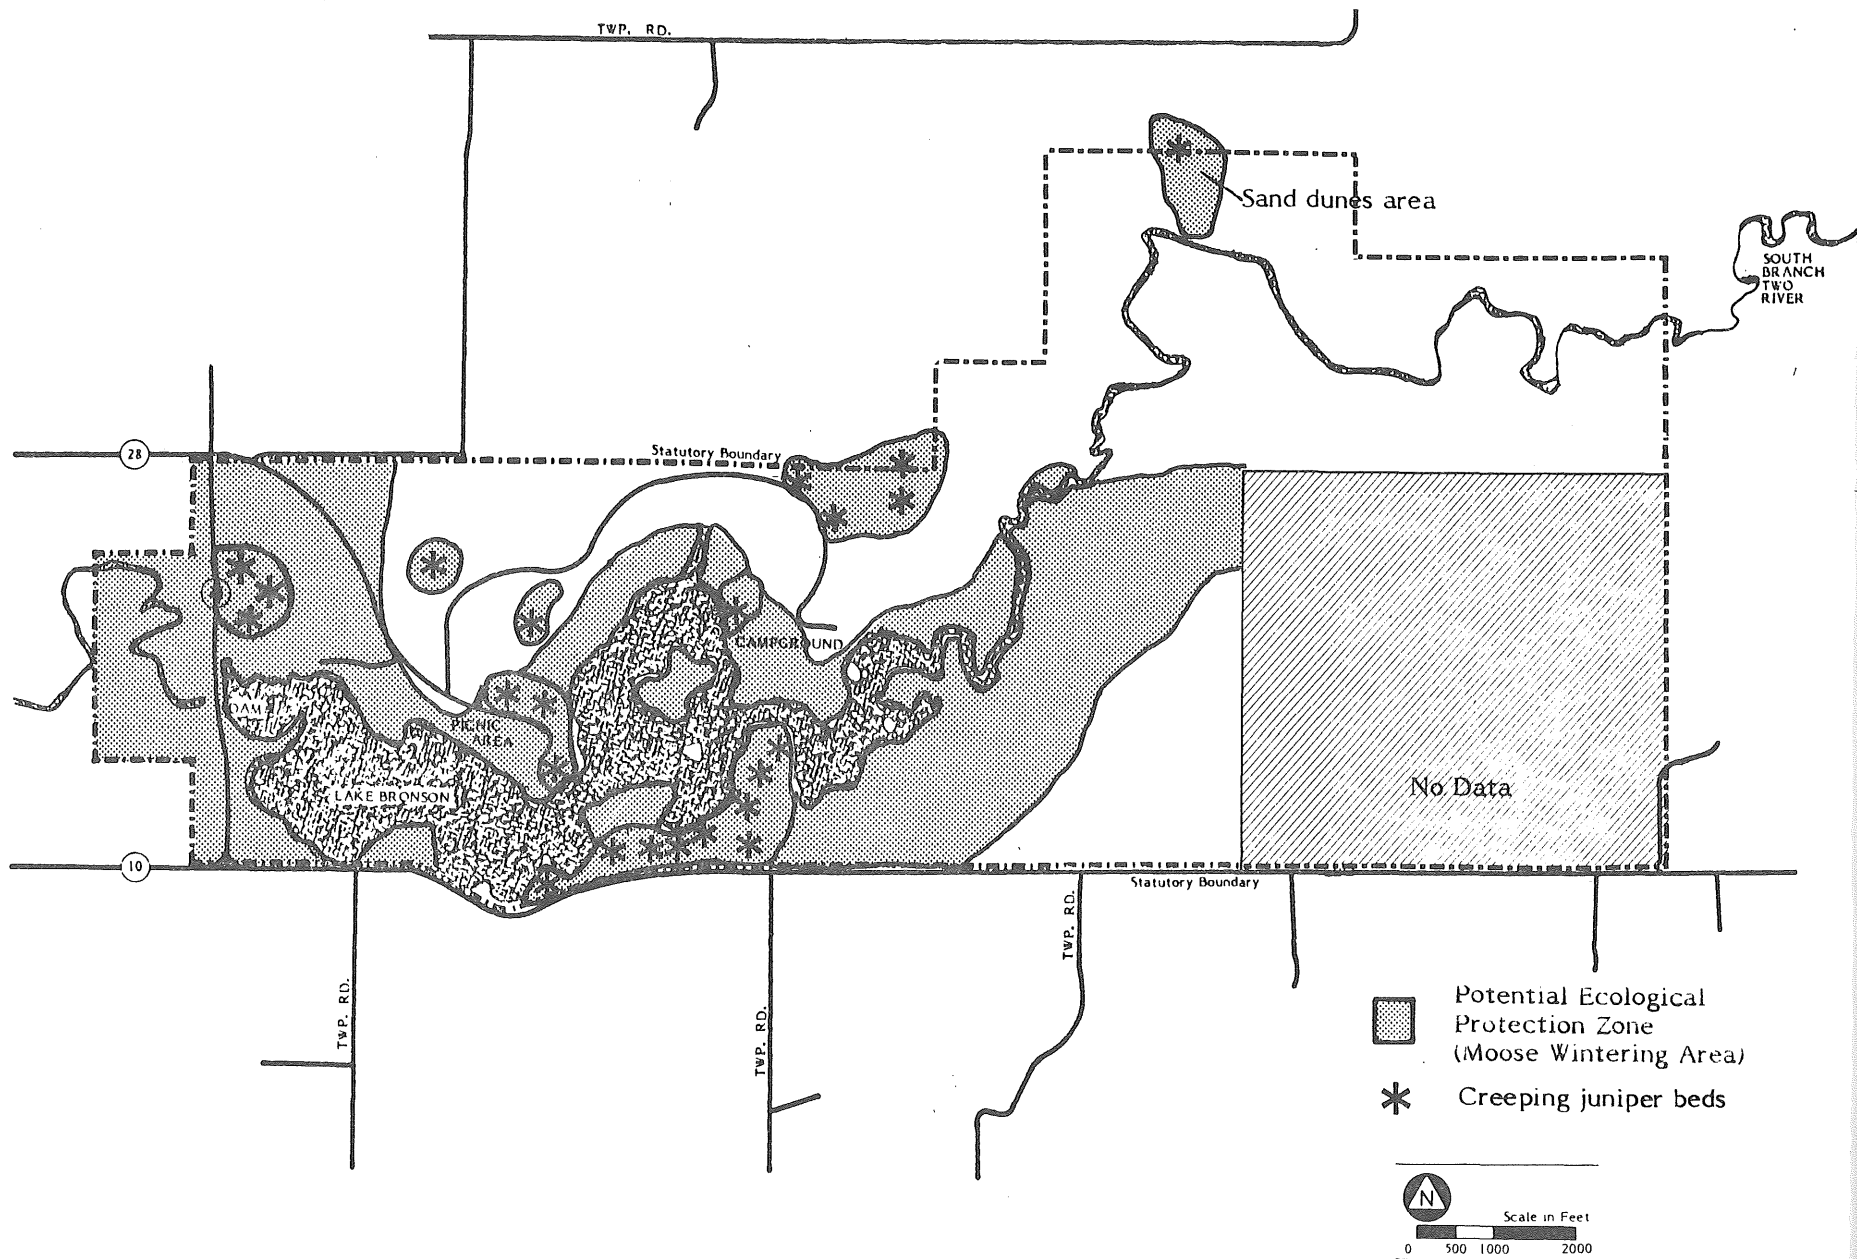 TWP. RD.
Sand dunes area
SOUTH
BRANCH
TWO
RIVER
28
Statutory Boundary
CAMPGROUND
DAM
PICNIC
AREA
LAKE BRONSON
No Data
10
Statutory Boundary
TWP. RD.
TWP. RD.
TWP. RD.
Potential Ecological
Protection Zone
(Moose Wintering Area)
Creeping juniper beds
N
Scale in Feet
0 500 1000 2000